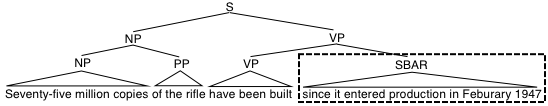 S
NP VP
NP PP VP SBAR
Seventy-five million copies of the rifle have been built since it entered production in Feburary 1947